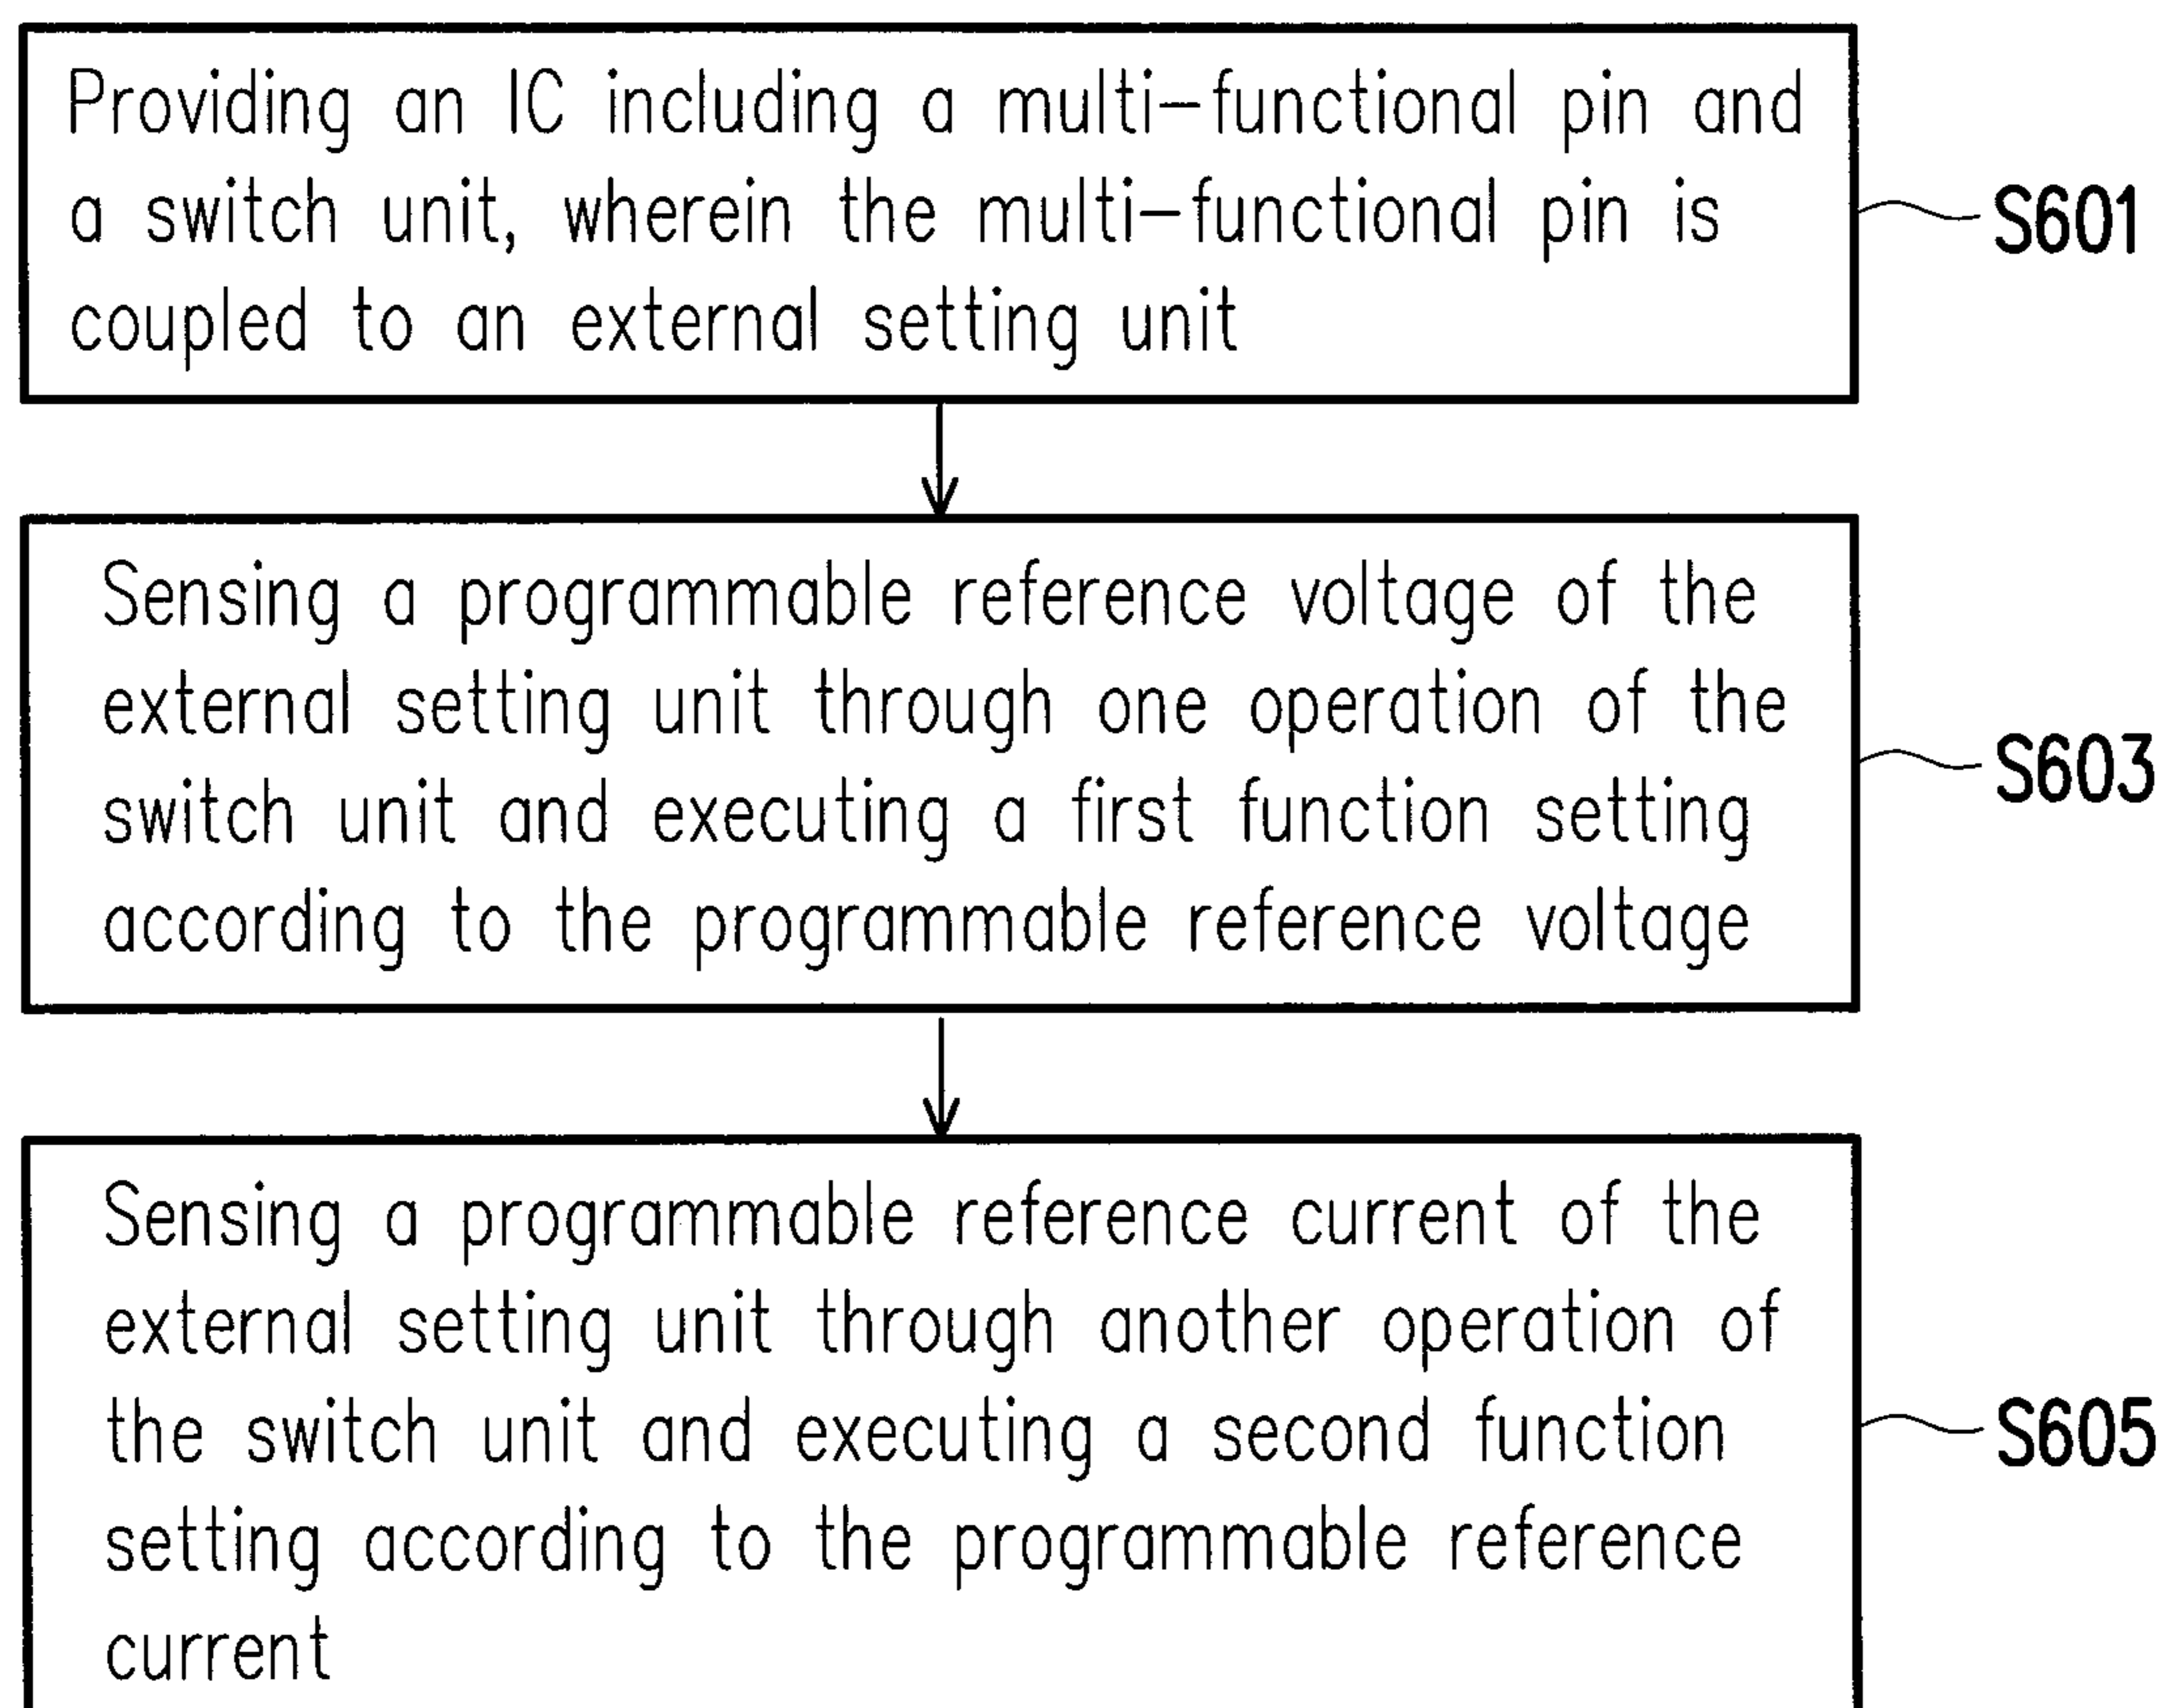 Providing an IC including a multi-functional pin and
a switch unit, wherein the multi-functional pin is
coupled to an external setting unit
S601
Sensing a programmable reference voltage of the
external setting unit through one operation of the
switch unit and executing a first function setting
according to the programmable reference voltage
S603
Sensing a programmable reference current of the
external setting unit through another operation of
the switch unit and executing a second function
setting according to the programmable reference
current
S605